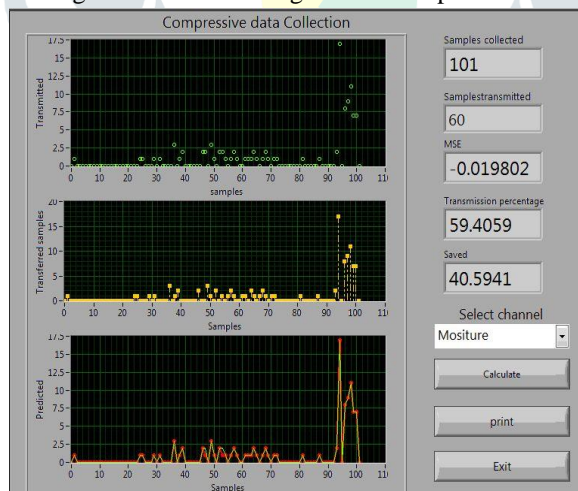 Compressive data Collection
Transmitted
17.5
15
12.5
10
7.5
5
2.5
0
0 10 20 30 40 50 60 70 80 90 100 110
samples
Transferred samples
20
15
10
5
0
0 10 20 30 40 50 60 70 80 90 100 110
Samples
Predicted
17.5
15
12.5
10
7.5
5
2.5
0
0 10 20 30 40 50 60 70 80 90 100 110
Samples
Samples collected
101
Samplestransmitted
60
MSE
-0.019802
Transmission percentage
59.4059
Saved
40.5941
Select channel
Mositure
Calculate
print
Exit